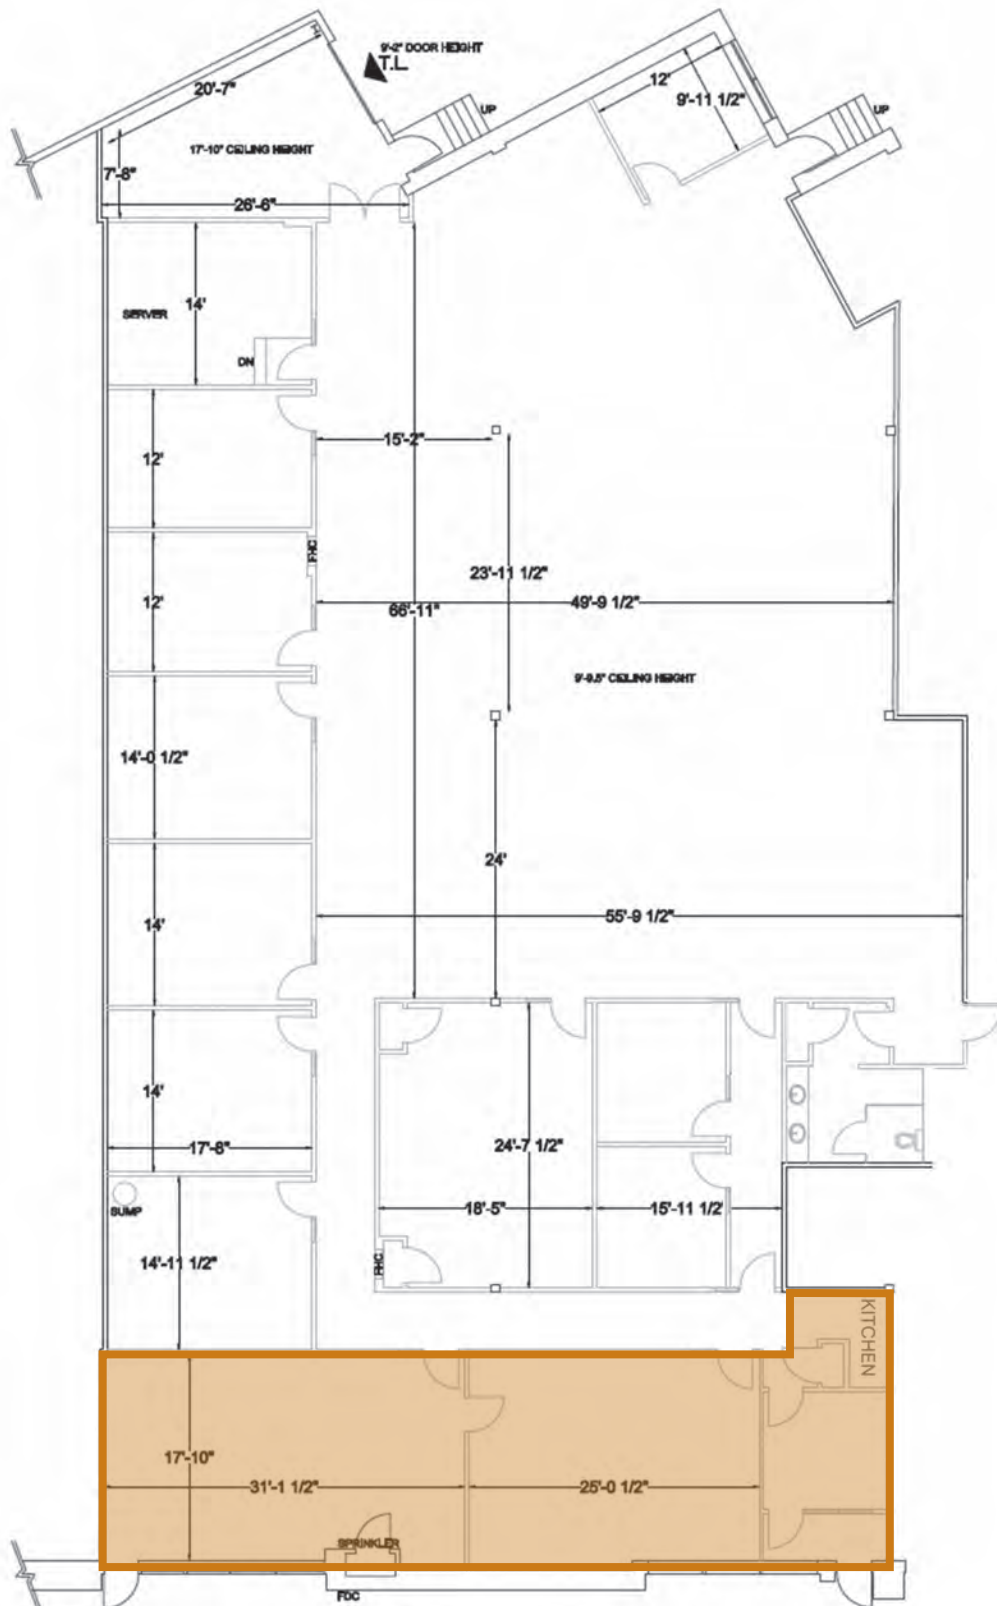 9'-2" DOOR HEIGHT
T.L.
UP
20'-7"
12'
9'-11 1/2"
UP
17'-10" CEILING HEIGHT
7'-8"
26'-6"
14'
SERVER
DN
15'-2"
12'
FHC
23'-11 1/2"
12'
66'-11"
49'-9 1/2"
9'-9.5" CEILING HEIGHT
14'-0 1/2"
24'
14'
55'-9 1/2"
14'
17'-8"
24'-7 1/2"
SUMP
18'-5"
15'-11 1/2'
14'-11 1/2"
FHC
KITCHEN
17'-10"
31'-1 1/2"
25'-0 1/2"
SPRINKLER
FDC